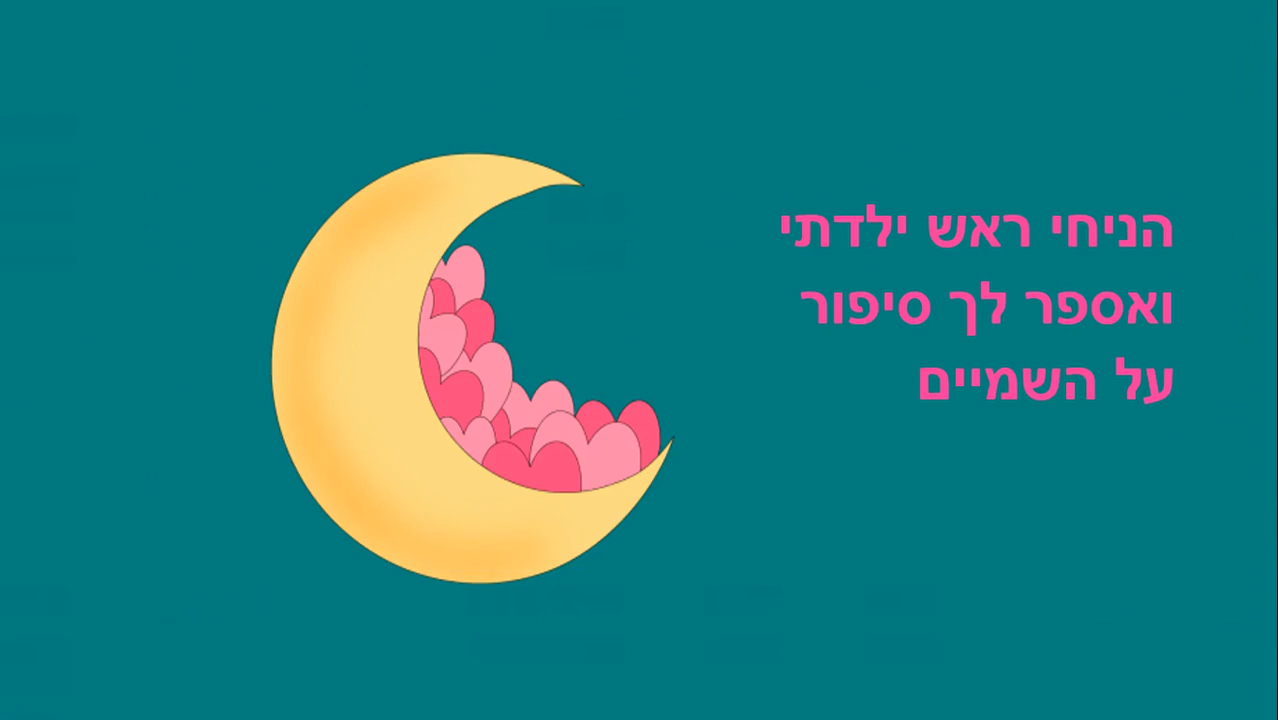 הניחי ראש ילדתי
ואספר לך סיפור
על השמיים